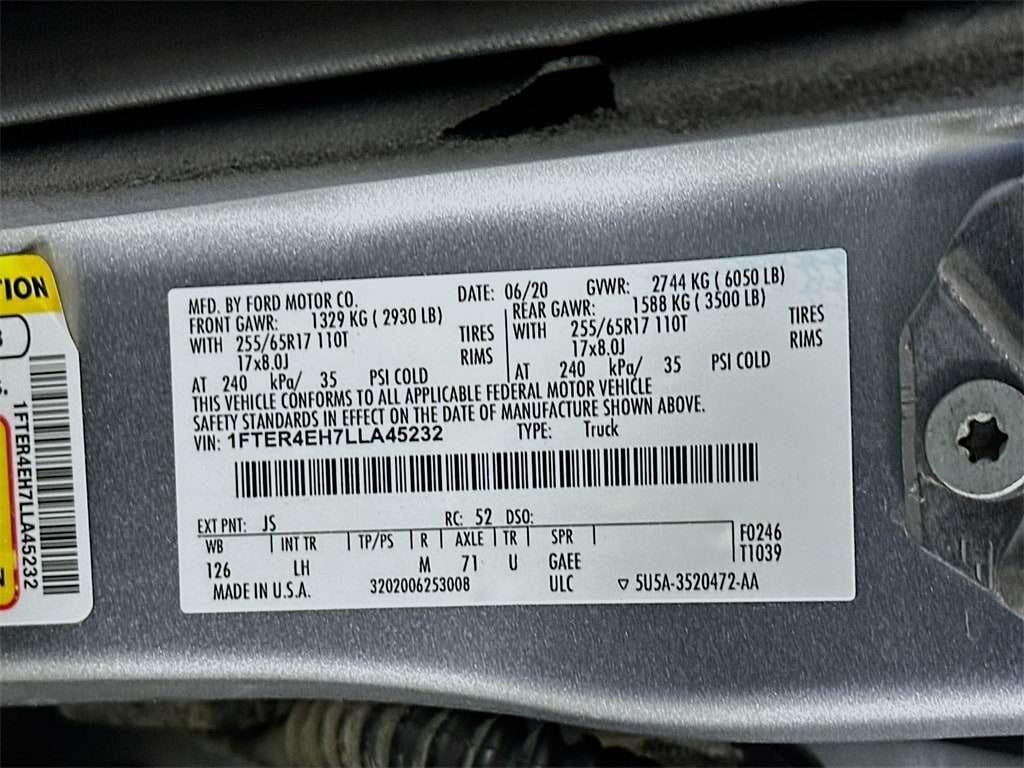 TION
1FTER4EH7LLA45232
MFD. BY FORD MOTOR CO. DATE: 06/20 GVWR: 2744 KG ( 6050 LB)
FRONT GAWR: 1329 KG ( 2930 LB) REAR GAWR: 1588 KG ( 3500 LB)
WITH 255/65R17 110T TIRES WITH 255/65R17 110T TIRES
17x8.0J RIMS 17x8.0J RIMS
AT 240 kPa/ 35 PSI COLD AT 240 kPa/ 35 PSI COLD
THIS VEHICLE CONFORMS TO ALL APPLICABLE FEDERAL MOTOR VEHICLE
SAFETY STANDARDS IN EFFECT ON THE DATE OF MANUFACTURE SHOWN ABOVE.
VIN: 1FTER4EH7LLA45232 TYPE: Truck
EXT PNT: JS RC: 52 DSO:
WB INT TR TP/PS R AXLE TR SPR F0246
126 LH M 71 U GAEE T1039
MADE IN U.S.A. 3202006253008 ULC ▽ 5U5A-3520472-AA